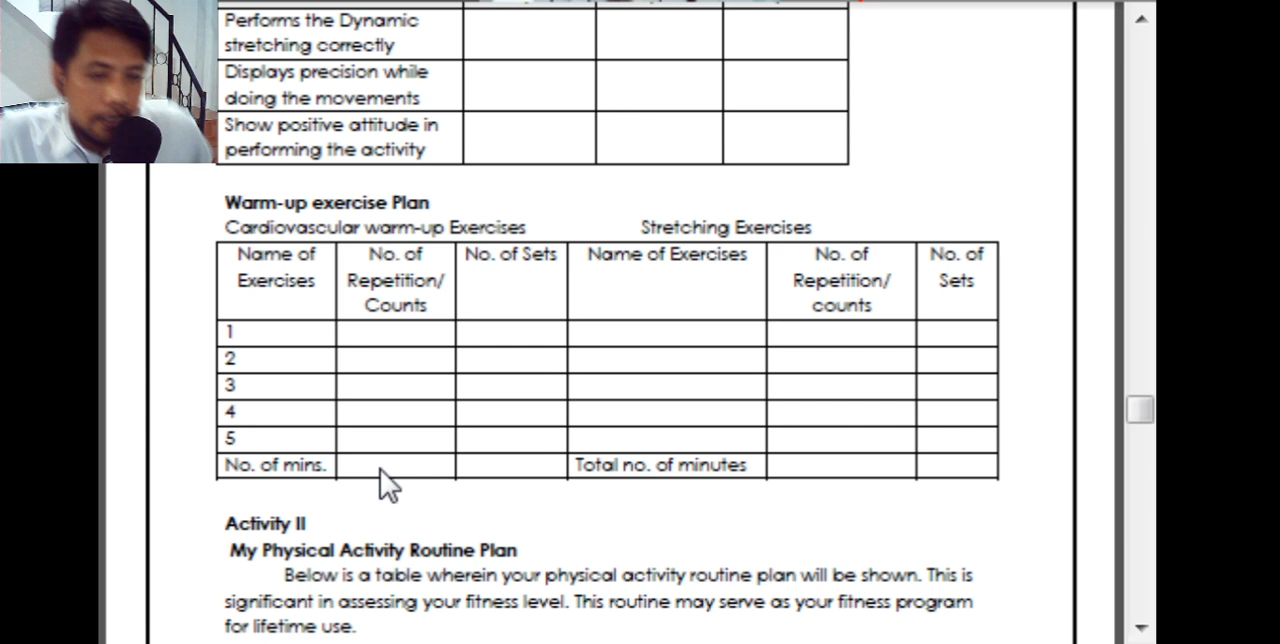 Performs the Dynamic
stretching correctly
Displays precision while
doing the movements
Show positive attitude in
performing the activity
Warm-up exercise Plan
Cardiovascular warm-up Exercises Stretching Exercises
Name of No. of No. of Sets Name of Exercises No. of No. of
Exercises Repetition/ Repetition/ Sets
Counts counts
1
2
3
4
5
No. of mins. Total no. of minutes
Activity II
My Physical Activity Routine Plan
Below is a table wherein your physical activity routine plan will be shown. This is
significant in assessing your fitness level. This routine may serve as your fitness program
for lifetime use.